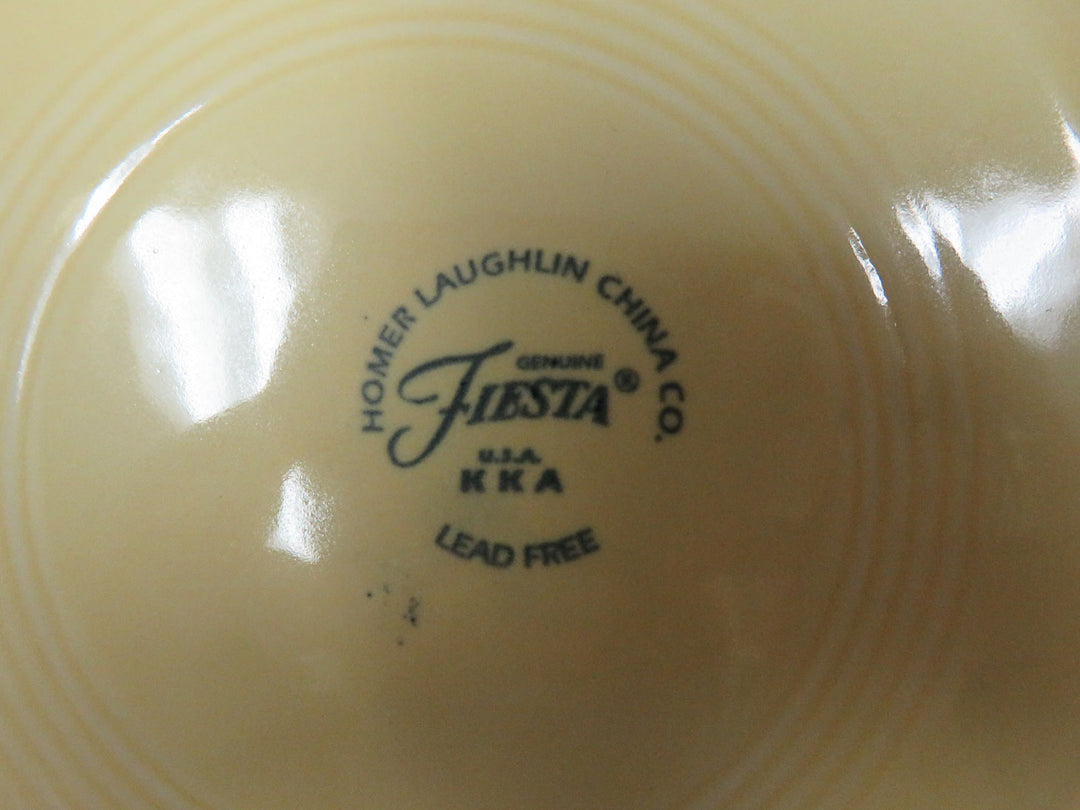 HOMER LAUGHLIN CHINA CO.
GENUINE
FIESTA®
U.S.A.
KKA
LEAD FREE